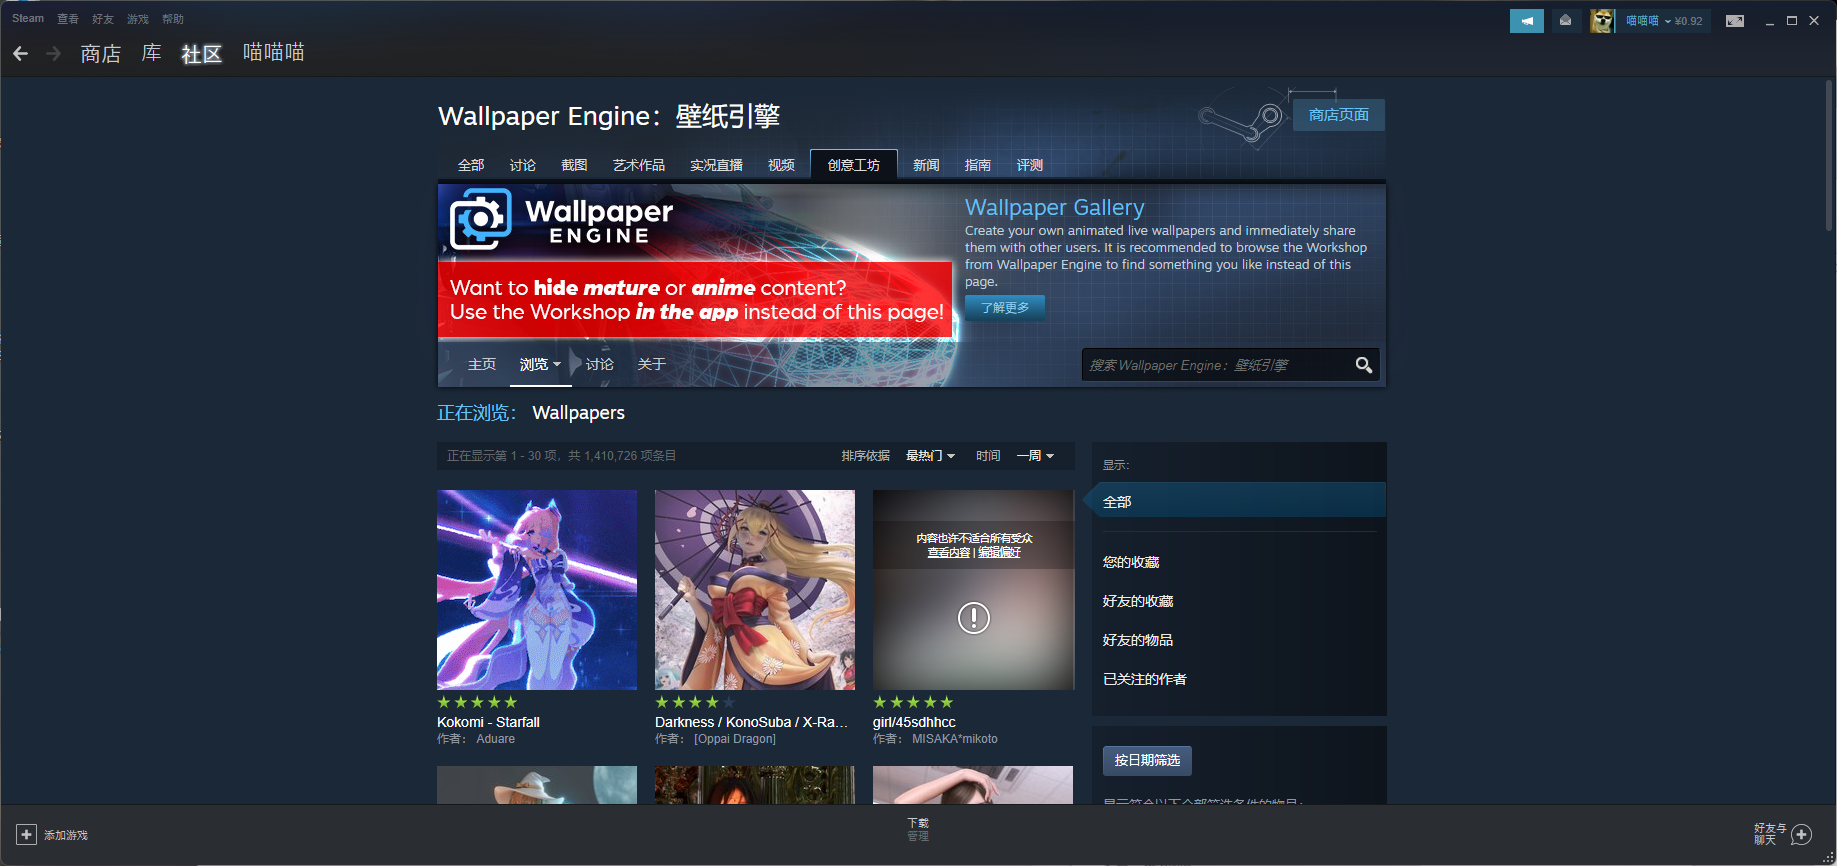 Steam 查看 好友 游戏 帮助
喵喵喵 ¥0.92
商店 库 社区 喵喵喵
Wallpaper Engine：壁纸引擎
商店页面
全部 讨论 截图 艺术作品 实况直播 视频 创意工坊 新闻 指南 评测
Wallpaper
ENGINE
Want to hide mature or anime content?
Use the Workshop in the app instead of this page!
Wallpaper Gallery
Create your own animated live wallpapers and immediately share
them with other users. It is recommended to browse the Workshop
from Wallpaper Engine to find something you like instead of this
page.
了解更多
主页 浏览 讨论 关于
搜索 Wallpaper Engine：壁纸引擎
正在浏览： Wallpapers
正在显示第 1 - 30 项，共 1,410,726 项条目
排序依据 最热门 时间 一周
内容也许不适合所有受众
查看内容 | 编辑偏好
Kokomi - Starfall
作者： Aduare
Darkness / KonoSuba / X-Ra...
作者： [Oppai Dragon]
girl/45sdhhcc
作者： MISAKA*mikoto
显示：
全部
您的收藏
好友的收藏
好友的物品
已关注的作者
按日期筛选
添加游戏
下载
管理
好友与
聊天